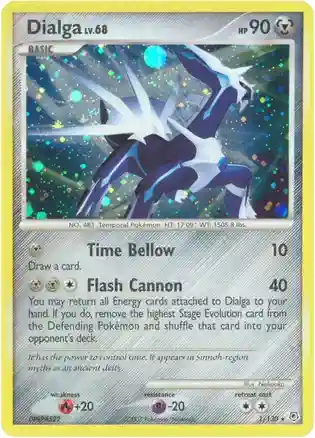 Dialga LV.68 HP 90
BASIC
NO. 483 Temporal Pokémon HT: 17'09" WT: 1505.8 lbs.
Time Bellow 10
Draw a card.
Flash Cannon 40
You may return all Energy cards attached to Dialga to
your hand. If you do, remove the highest Stage Evolution card from
the Defending Pokémon and shuffle that card into your
opponent's deck.
It has the power to control time. It appears in Sinnoh-region
myths as an ancient deity.
Illus.
weakness resistance retreat cost
+20 -20
1/130